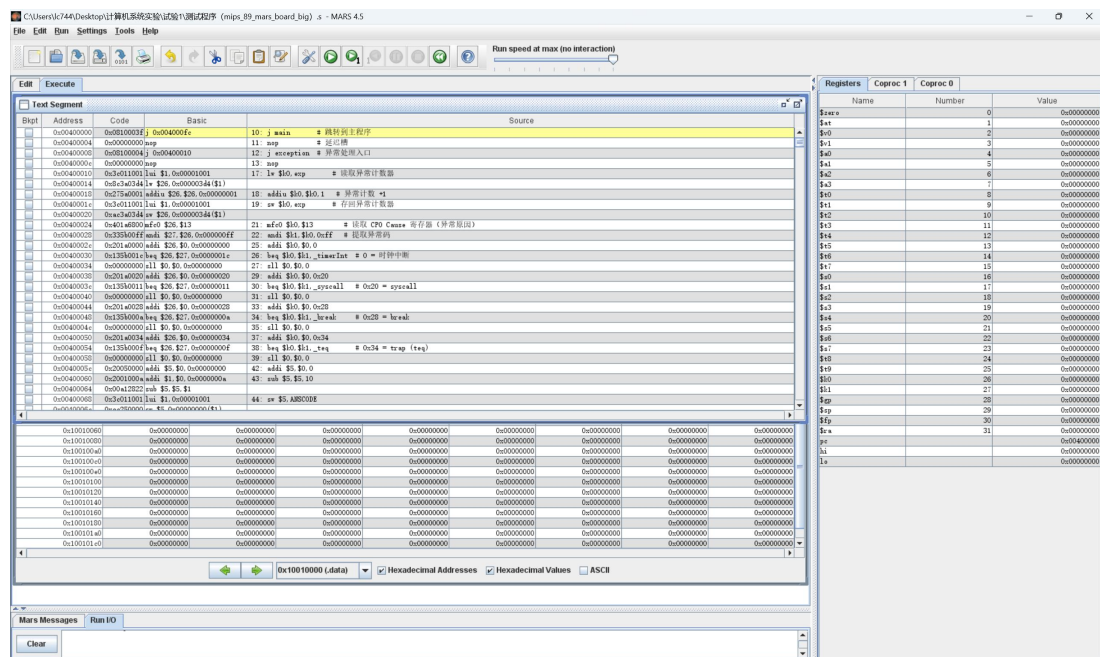 C:\Users\lc744\Desktop\计算机系统实验\试验1\测试程序（mips_89_mars_board_big）.s - MARS 4.5
File Edit Run Settings Tools Help
Run speed at max (no interaction)
Edit Execute
Text Segment
Bkpt Address Code Basic Source
0x00400000 0x0810003f j 0x004000fc 10: j main # 跳转到主程序
0x00400004 0x00000000 nop 11: nop # 延迟槽
0x00400008 0x08100004 j 0x00400010 12: j exception # 异常处理入口
0x0040000c 0x00000000 nop 13: nop
0x00400010 0x3c011001 lui $1,0x00001001 17: lw $k0,exp # 读取异常计数器
0x00400014 0x8c3a03d4 lw $26,0x000003d4($1)
0x00400018 0x275a0001 addiu $26,$26,0x00000001 18: addiu $k0,$k0,1 # 异常计数 +1
0x0040001c 0x3c011001 lui $1,0x00001001 19: sw $k0,exp # 存回异常计数器
0x00400020 0xac3a03d4 sw $26,0x000003d4($1)
0x00400024 0x401a6800 mfc0 $26,$13 21: mfc0 $k0,$13 # 读取 CP0 Cause 寄存器（异常原因）
0x00400028 0x335b00ff andi $27,$26,0x000000ff 22: andi $k1,$k0,0xff # 提取异常码
0x0040002c 0x201a0000 addi $26,$0,0x00000000 25: addi $k0,$0,0
0x00400030 0x135b001c beq $26,$27,0x0000001c 26: beq $k0,$k1,_timerInt # 0 = 时钟中断
0x00400034 0x00000000 sll $0,$0,0x00000000 27: sll $0,$0,0
0x00400038 0x201a0020 addi $26,$0,0x00000020 29: addi $k0,$0,0x20
0x0040003c 0x135b0011 beq $26,$27,0x00000011 30: beq $k0,$k1,_syscall # 0x20 = syscall
0x00400040 0x00000000 sll $0,$0,0x00000000 31: sll $0,$0,0
0x00400044 0x201a0028 addi $26,$0,0x00000028 33: addi $k0,$0,0x28
0x00400048 0x135b000a beq $26,$27,0x0000000a 34: beq $k0,$k1,_break # 0x28 = break
0x0040004c 0x00000000 sll $0,$0,0x00000000 35: sll $0,$0,0
0x00400050 0x201a0034 addi $26,$0,0x00000034 37: addi $k0,$0,0x34
0x00400054 0x135b000f beq $26,$27,0x0000000f 38: beq $k0,$k1,_teq # 0x34 = trap (teq)
0x00400058 0x00000000 sll $0,$0,0x00000000 39: sll $0,$0,0
0x0040005c 0x20050000 addi $5,$0,0x00000000 42: addi $5,$0,0
0x00400060 0x2001000a addi $1,$0,0x0000000a 43: sub $5,$5,10
0x00400064 0x00a12822 sub $5,$5,$1
0x00400068 0x3c011001 lui $1,0x00001001 44: sw $5,ANSCODE
0x10010060 0x00000000 0x00000000 0x00000000 0x00000000 0x00000000 0x00000000 0x00000000 0x00000000
0x10010080 0x00000000 0x00000000 0x00000000 0x00000000 0x00000000 0x00000000 0x00000000 0x00000000
0x100100a0 0x00000000 0x00000000 0x00000000 0x00000000 0x00000000 0x00000000 0x00000000 0x00000000
0x100100c0 0x00000000 0x00000000 0x00000000 0x00000000 0x00000000 0x00000000 0x00000000 0x00000000
0x100100e0 0x00000000 0x00000000 0x00000000 0x00000000 0x00000000 0x00000000 0x00000000 0x00000000
0x10010100 0x00000000 0x00000000 0x00000000 0x00000000 0x00000000 0x00000000 0x00000000 0x00000000
0x10010120 0x00000000 0x00000000 0x00000000 0x00000000 0x00000000 0x00000000 0x00000000 0x00000000
0x10010140 0x00000000 0x00000000 0x00000000 0x00000000 0x00000000 0x00000000 0x00000000 0x00000000
0x10010160 0x00000000 0x00000000 0x00000000 0x00000000 0x00000000 0x00000000 0x00000000 0x00000000
0x10010180 0x00000000 0x00000000 0x00000000 0x00000000 0x00000000 0x00000000 0x00000000 0x00000000
0x100101a0 0x00000000 0x00000000 0x00000000 0x00000000 0x00000000 0x00000000 0x00000000 0x00000000
0x100101c0 0x00000000 0x00000000 0x00000000 0x00000000 0x00000000 0x00000000 0x00000000 0x00000000
0x10010000 (.data) Hexadecimal Addresses Hexadecimal Values ASCII
Mars Messages Run I/O
Clear
Registers Coproc 1 Coproc 0
Name Number Value
$zero 0 0x00000000
$at 1 0x00000000
$v0 2 0x00000000
$v1 3 0x00000000
$a0 4 0x00000000
$a1 5 0x00000000
$a2 6 0x00000000
$a3 7 0x00000000
$t0 8 0x00000000
$t1 9 0x00000000
$t2 10 0x00000000
$t3 11 0x00000000
$t4 12 0x00000000
$t5 13 0x00000000
$t6 14 0x00000000
$t7 15 0x00000000
$s0 16 0x00000000
$s1 17 0x00000000
$s2 18 0x00000000
$s3 19 0x00000000
$s4 20 0x00000000
$s5 21 0x00000000
$s6 22 0x00000000
$s7 23 0x00000000
$t8 24 0x00000000
$t9 25 0x00000000
$k0 26 0x00000000
$k1 27 0x00000000
$gp 28 0x00000000
$sp 29 0x00000000
$fp 30 0x00000000
$ra 31 0x00000000
pc 0x00400000
hi 0x00000000
lo 0x00000000